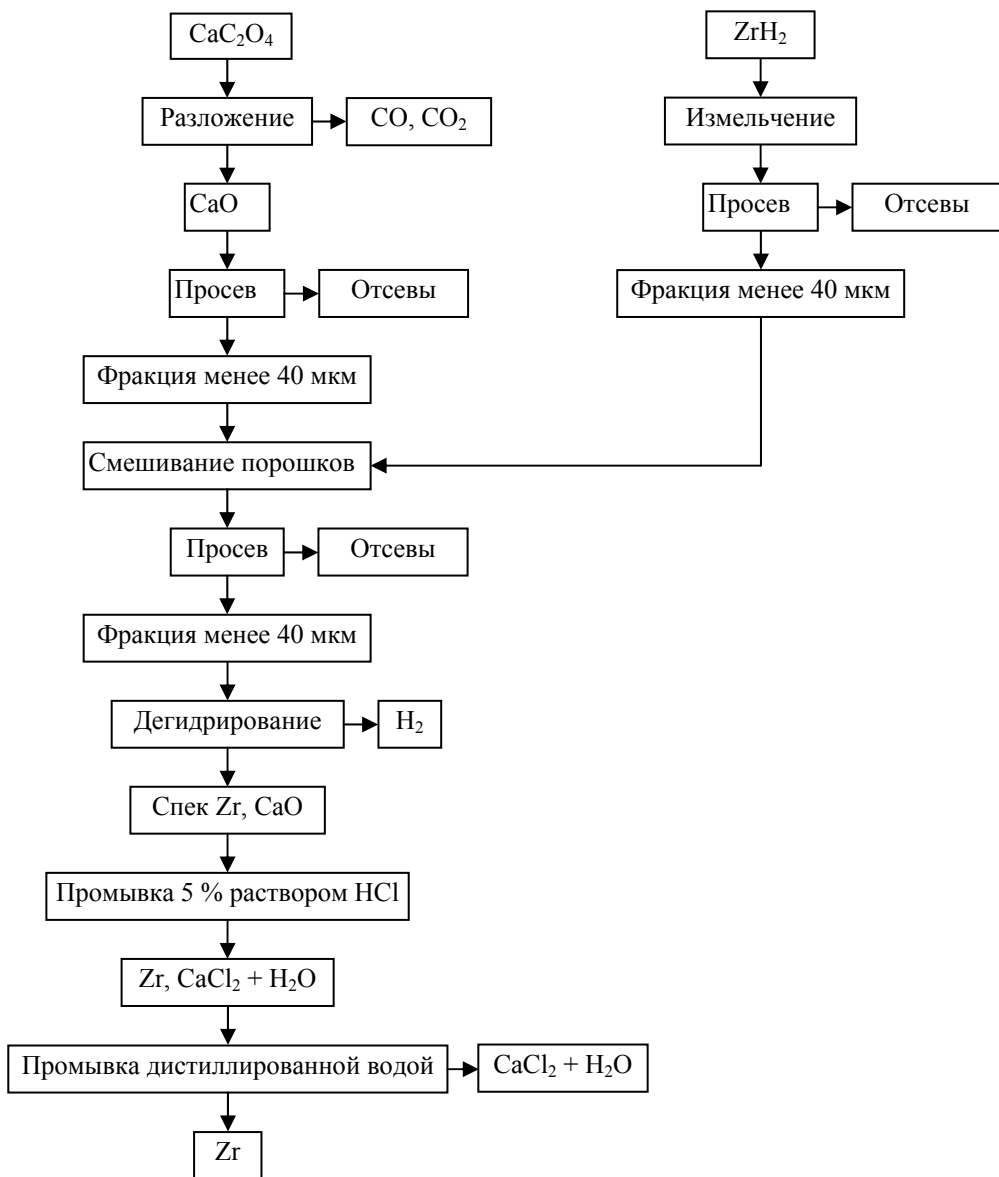 CaC₂O₄
ZrH₂
Разложение
CO, CO₂
Измельчение
CaO
Просев
Отсевы
Просев
Отсевы
Фракция менее 40 мкм
Фракция менее 40 мкм
Смешивание порошков
Просев
Отсевы
Фракция менее 40 мкм
Дегидрирование
H₂
Спек Zr, CaO
Промывка 5 % раствором HCl
Zr, CaCl₂ + H₂O
Промывка дистиллированной водой
CaCl₂ + H₂O
Zr